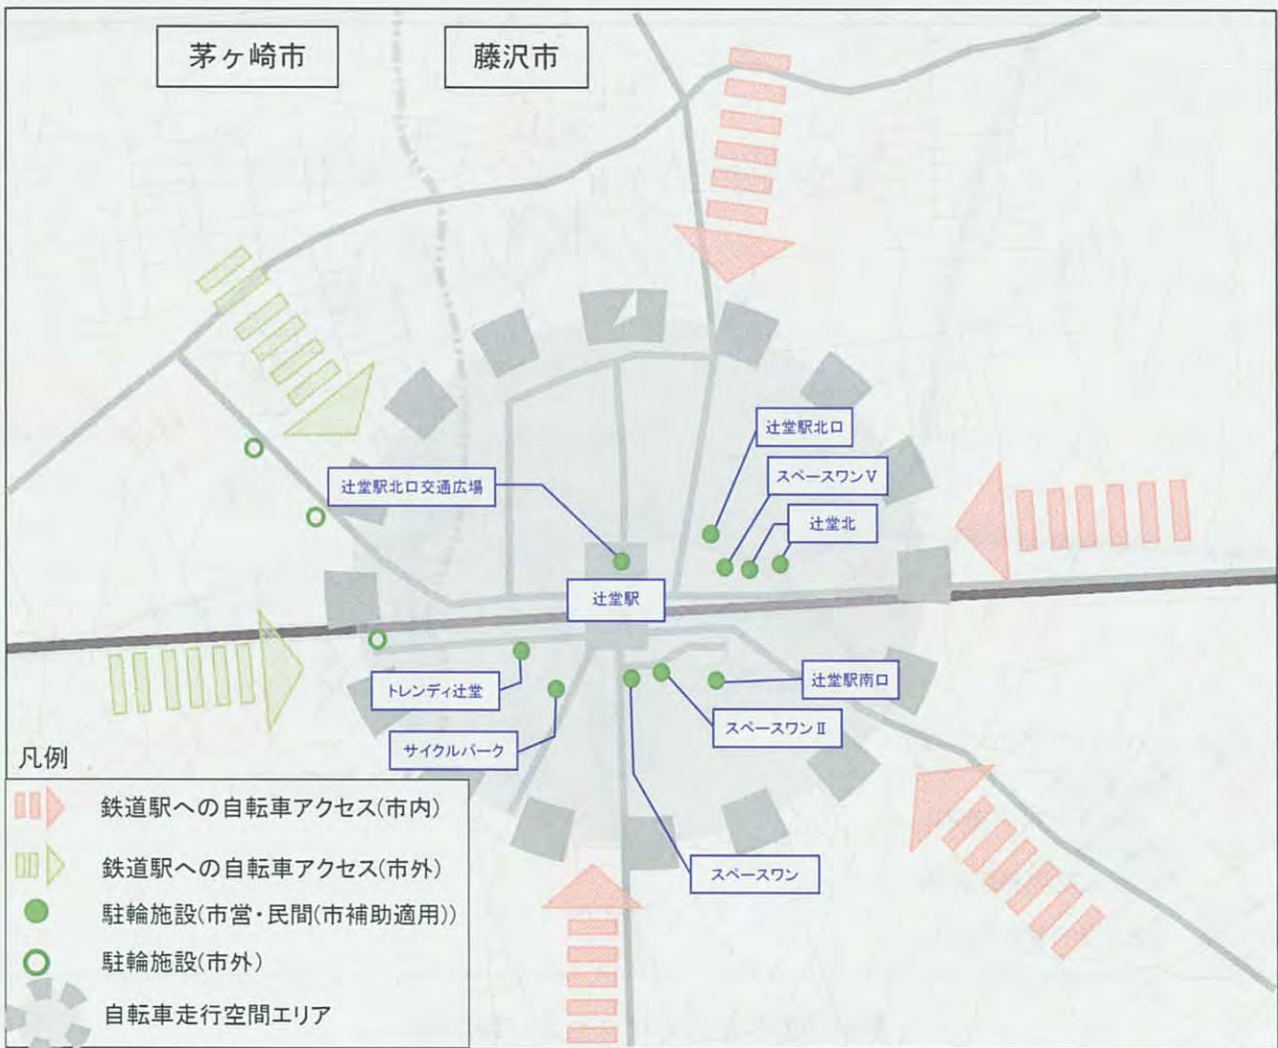 茅ヶ崎市
藤沢市
辻堂駅北口
スペースワンⅤ
辻堂駅北口交通広場
辻堂北
辻堂駅
トレンディ辻堂
辻堂駅南口
スペースワンⅡ
サイクルパーク
スペースワン
凡例
鉄道駅への自転車アクセス(市内)
鉄道駅への自転車アクセス(市外)
駐輪施設(市営・民間(市補助適用))
駐輪施設(市外)
自転車走行空間エリア